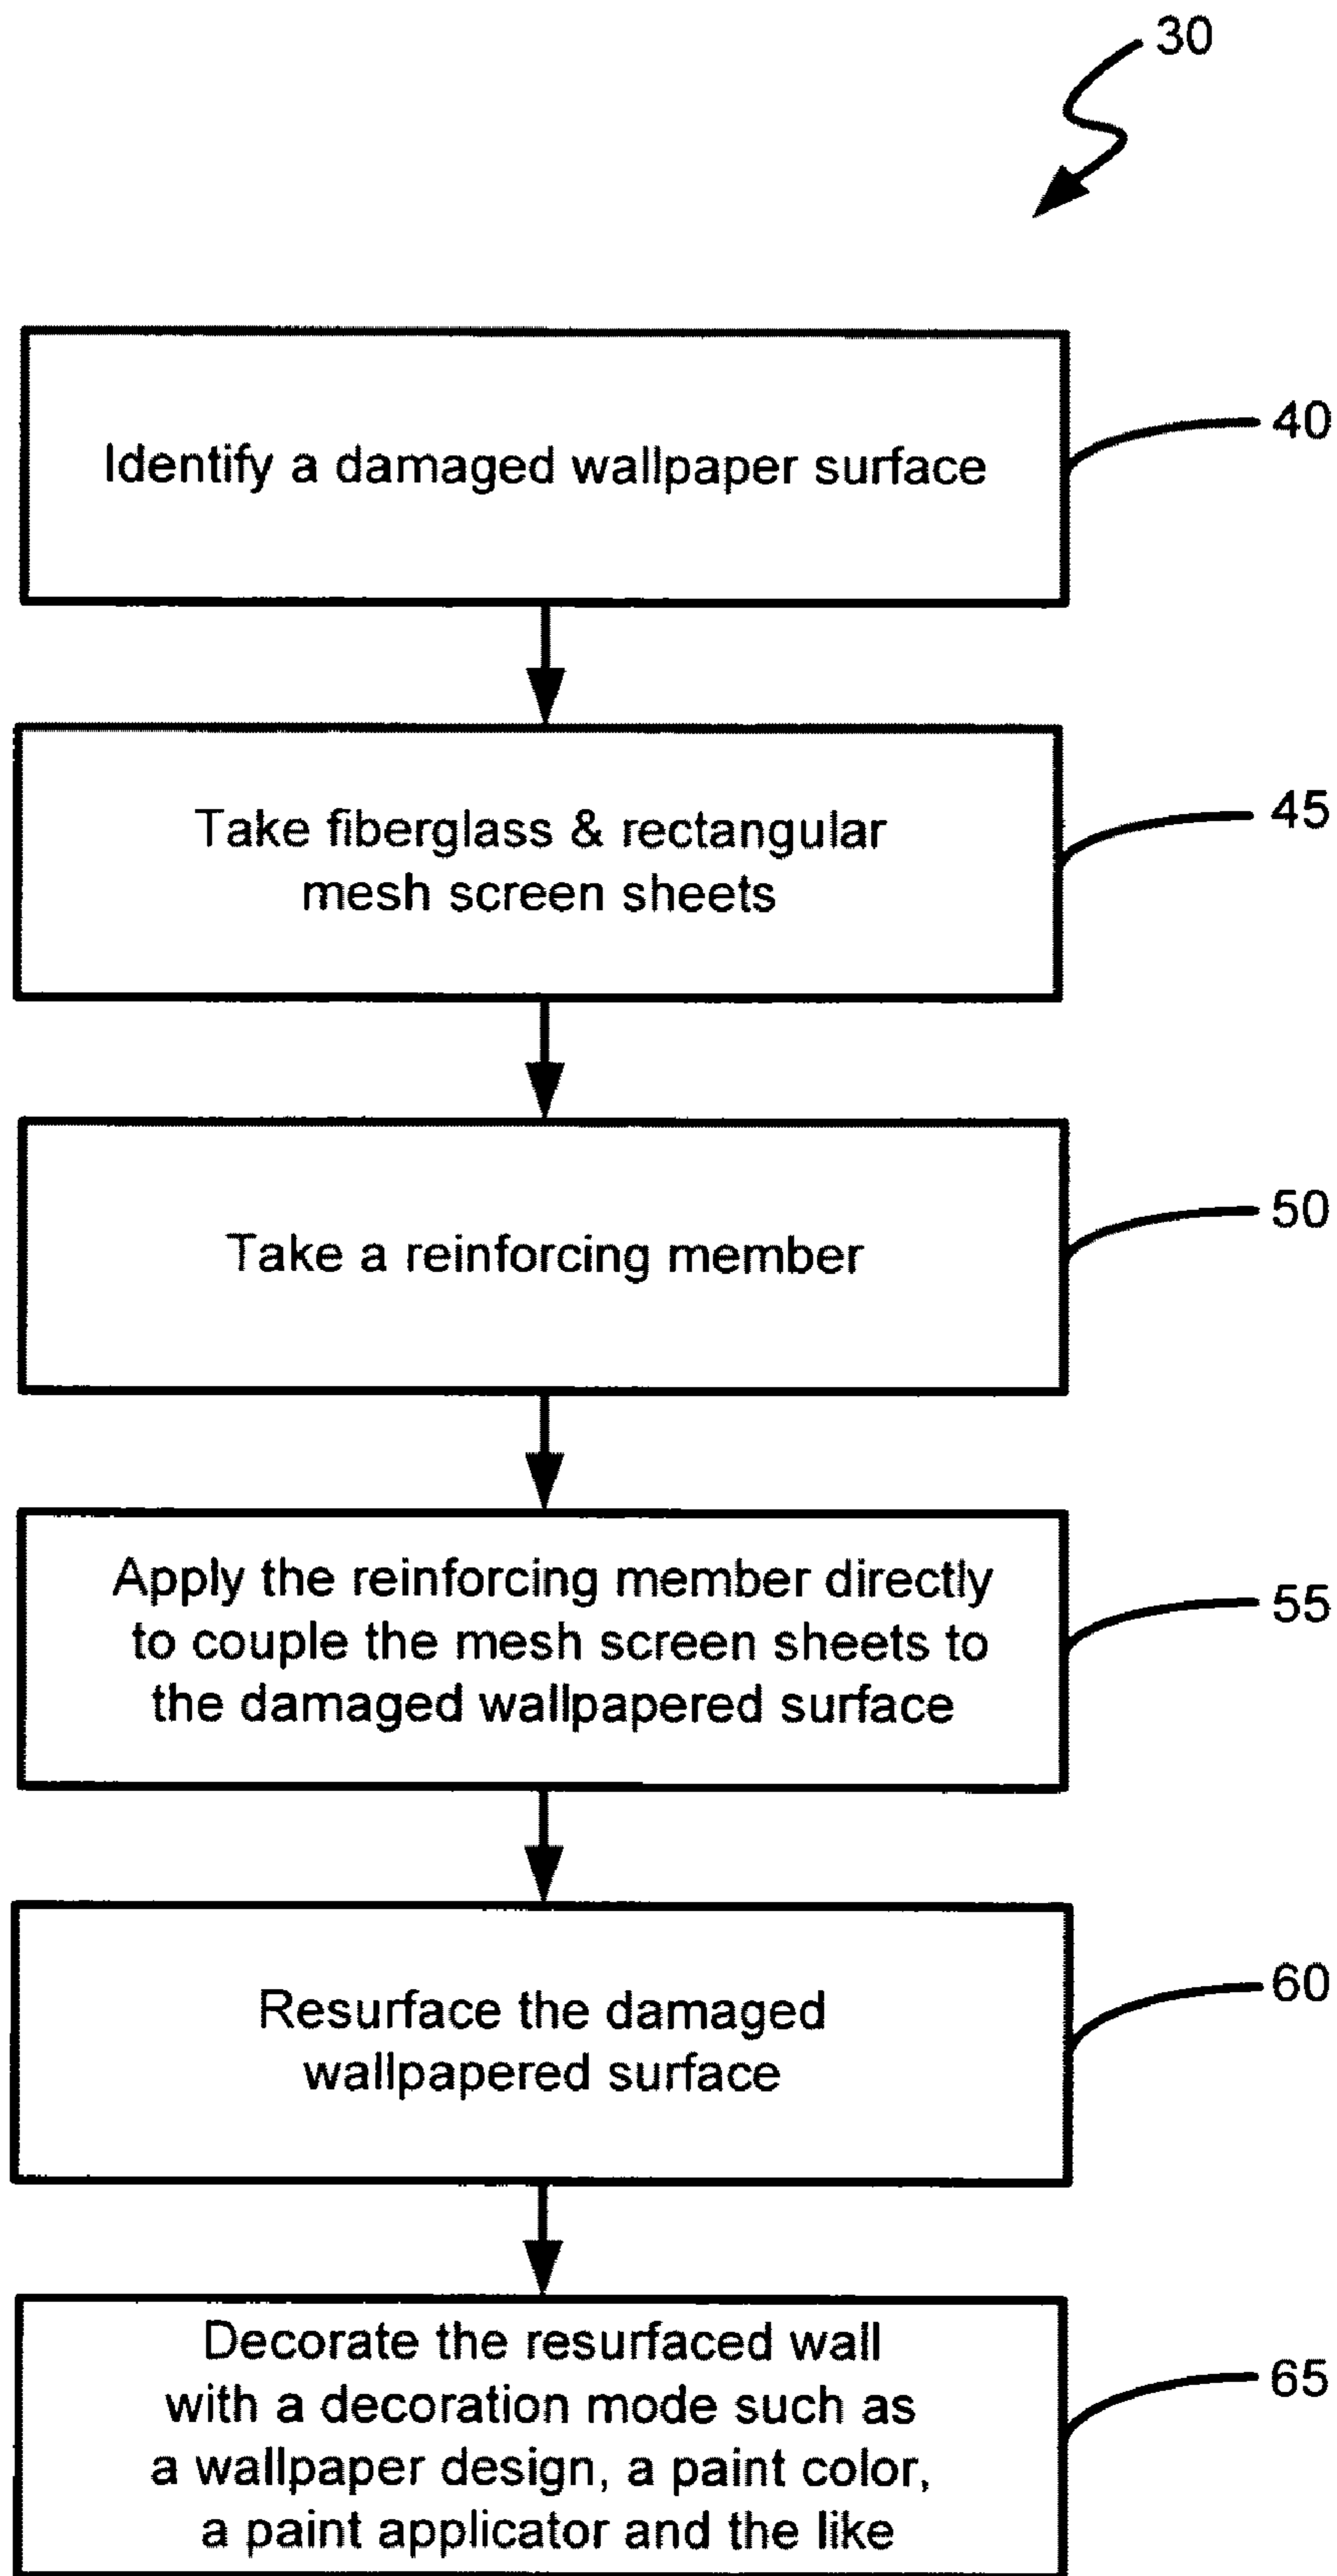 30
Identify a damaged wallpaper surface
40
Take fiberglass & rectangular
mesh screen sheets
45
Take a reinforcing member
50
Apply the reinforcing member directly
to couple the mesh screen sheets to
the damaged wallpapered surface
55
Resurface the damaged
wallpapered surface
60
Decorate the resurfaced wall
with a decoration mode such as
a wallpaper design, a paint color,
a paint applicator and the like
65